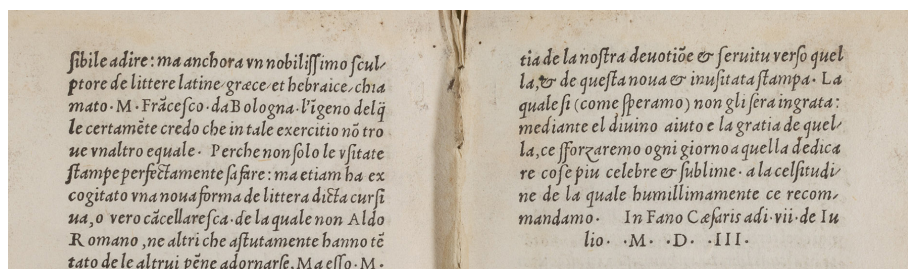 ſibile adire : ma anchora vn nobiliſſimo ſcul-
ptore de littere latine græce et hebraice, chia
mato · M · Frãceſco · da Bologna · l'ĩgeno del q̃
le certamẽte credo che in tale exercitio nõ tro
ue vnaltro equale · Perche non ſolo le vſitate
ſtampe perfectamente ſa fare : ma etiam ha ex
cogitato vna noua forma de littera dicta curſi
ua, o vero cãcellareſca · de la quale non Aldo
Romano, ne altri che aſtutamente hanno tẽ
tato de le altrui pẽne adornarſe, Ma eſſo · M ·
tia de la noſtra deuotiõe & ſeruitu verſo quel
la, & de queſta noua & inuſitata ſtampa · La
quale ſi (come ſperamo) non gli ſera ingrata :
mediante el diuino aiuto e la gratia de quel-
la, ce ſſorzaremo ogni giorno a quella dedica
re coſe piu celebre & ſublime · a la celſitudi-
ne de la quale humillimamente ce recom-
mandamo · In Fano Cæſaris adi · vii · de Iu
lio · · M · D · · III ·